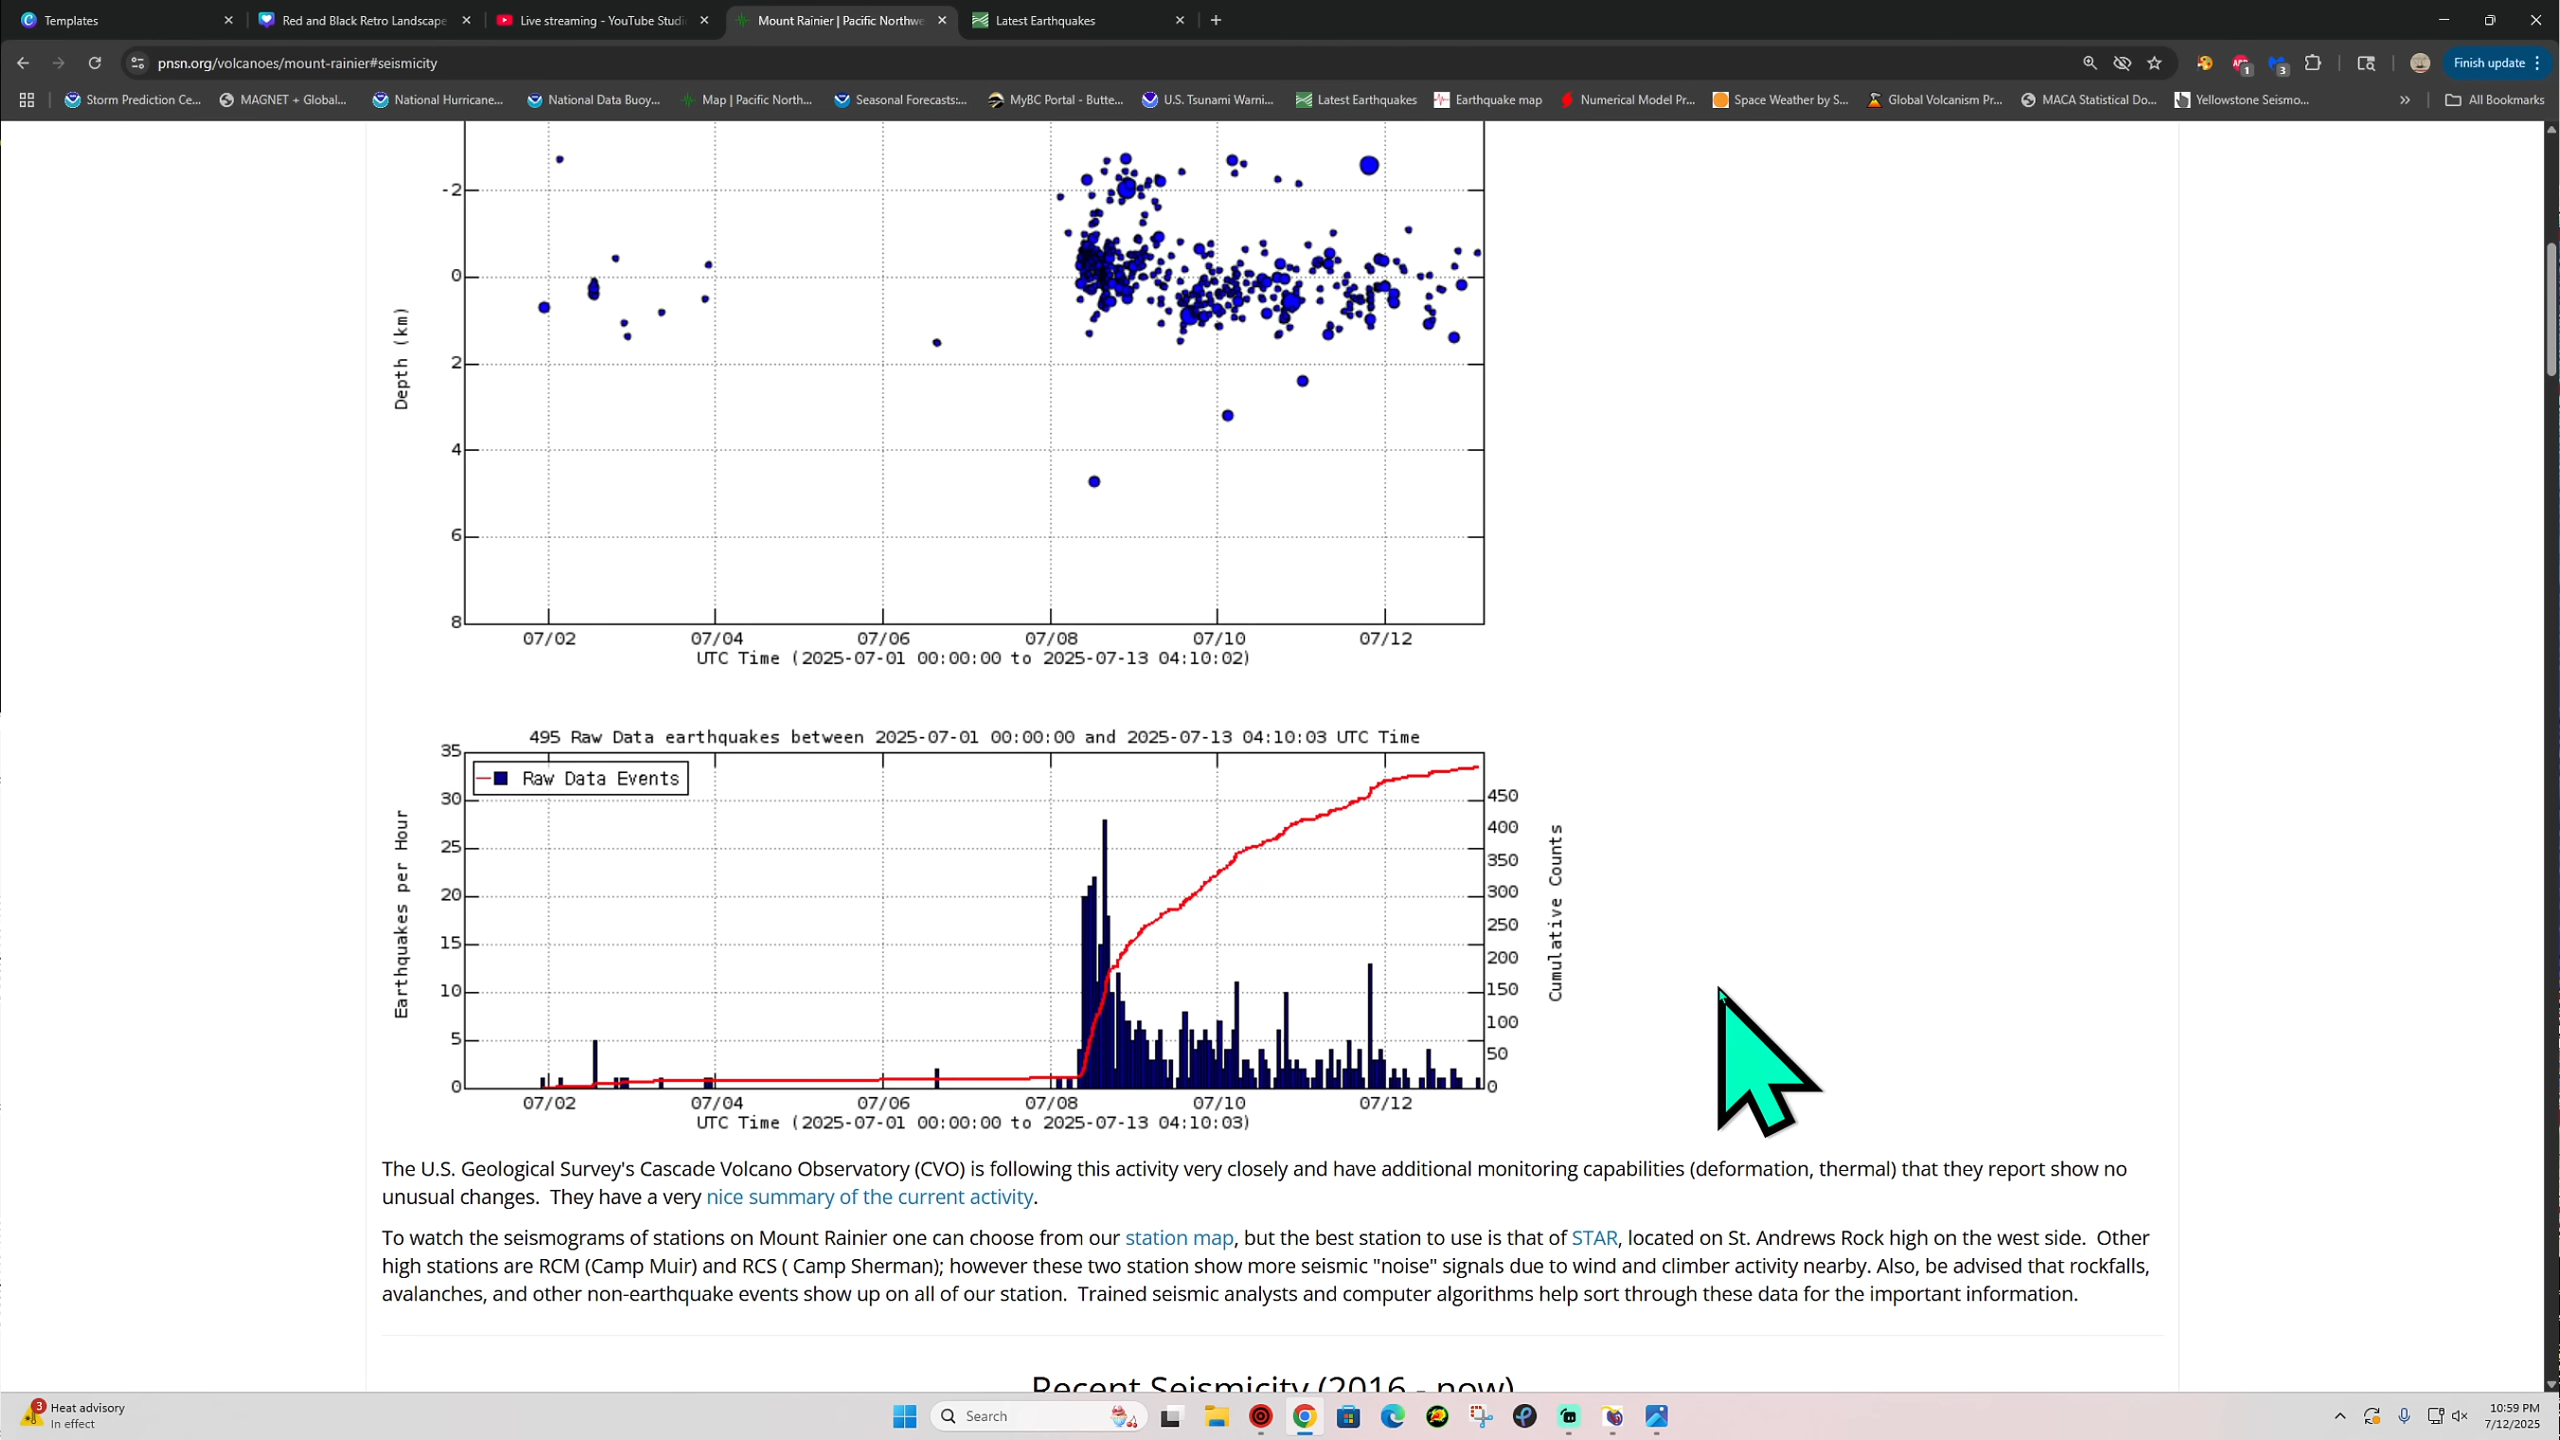 Templates
Red and Black Retro Landscape
Live streaming - YouTube Studi
Mount Rainier | Pacific Northwe
Latest Earthquakes
pnsn.org/volcanoes/mount-rainier#seismicity
1
3
Finish update
Storm Prediction Ce...
MAGNET + Global...
National Hurricane...
National Data Buoy...
Map | Pacific North...
Seasonal Forecasts:...
MyBC Portal - Butte...
U.S. Tsunami Warni...
Latest Earthquakes
Earthquake map
Numerical Model Pr...
Space Weather by S...
Global Volcanism Pr...
MACA Statistical Do...
Yellowstone Seismo...
All Bookmarks
-2
0
2
4
6
8
Depth (km)
07/02 07/04 07/06 07/08 07/10 07/12
UTC Time (2025-07-01 00:00:00 to 2025-07-13 04:10:02)
495 Raw Data earthquakes between 2025-07-01 00:00:00 and 2025-07-13 04:10:03 UTC Time
Raw Data Events
35
30
25
20
15
10
5
0
Earthquakes per Hour
450
400
350
300
250
200
150
100
50
0
Cumulative Counts
07/02 07/04 07/06 07/08 07/10 07/12
UTC Time (2025-07-01 00:00:00 to 2025-07-13 04:10:03)
The U.S. Geological Survey's Cascade Volcano Observatory (CVO) is following this activity very closely and have additional monitoring capabilities (deformation, thermal) that they report show no
unusual changes. They have a very nice summary of the current activity.
To watch the seismograms of stations on Mount Rainier one can choose from our station map, but the best station to use is that of STAR, located on St. Andrews Rock high on the west side. Other
high stations are RCM (Camp Muir) and RCS ( Camp Sherman); however these two station show more seismic "noise" signals due to wind and climber activity nearby. Also, be advised that rockfalls,
avalanches, and other non-earthquake events show up on all of our station. Trained seismic analysts and computer algorithms help sort through these data for the important information.
Recent Seismicity (2016 - now)
3
Heat advisory
In effect
Search
10:59 PM
7/12/2025